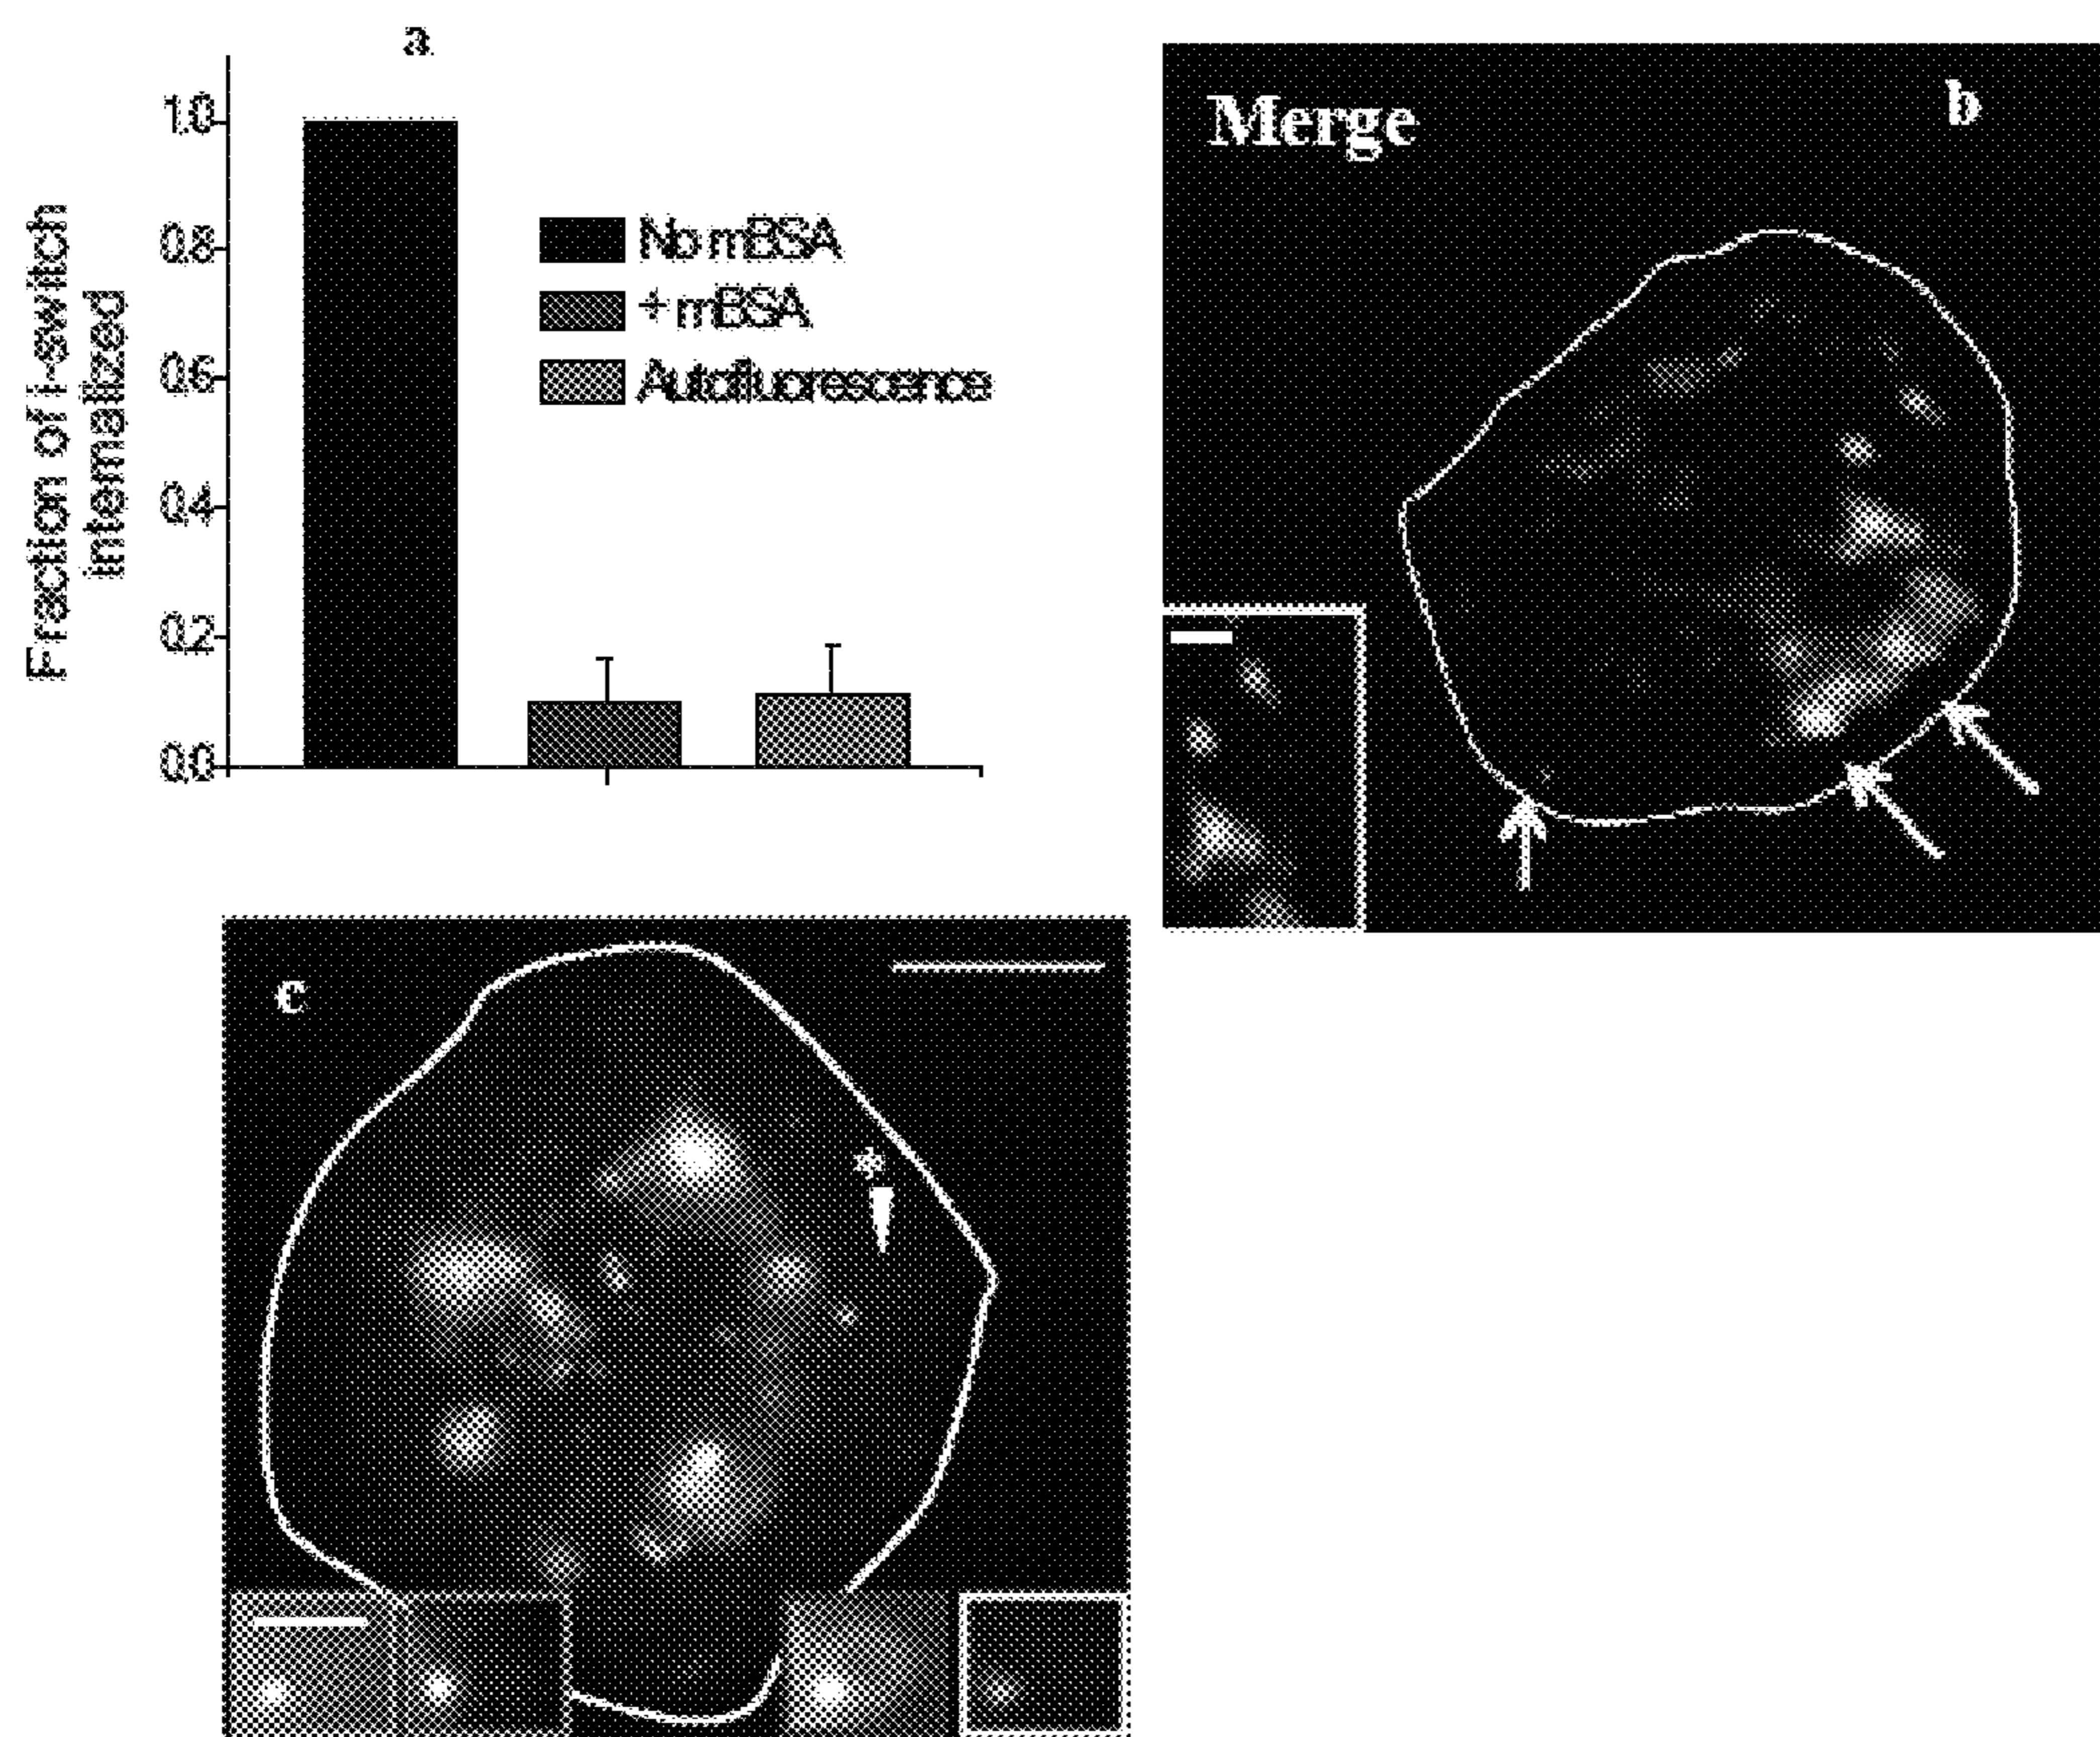 a
Fraction of i-switch
internalized
1.0
0.8
0.6
0.4
0.2
0.0
No mBSA
+ mBSA
Autofluorescence
Merge
b
c
*